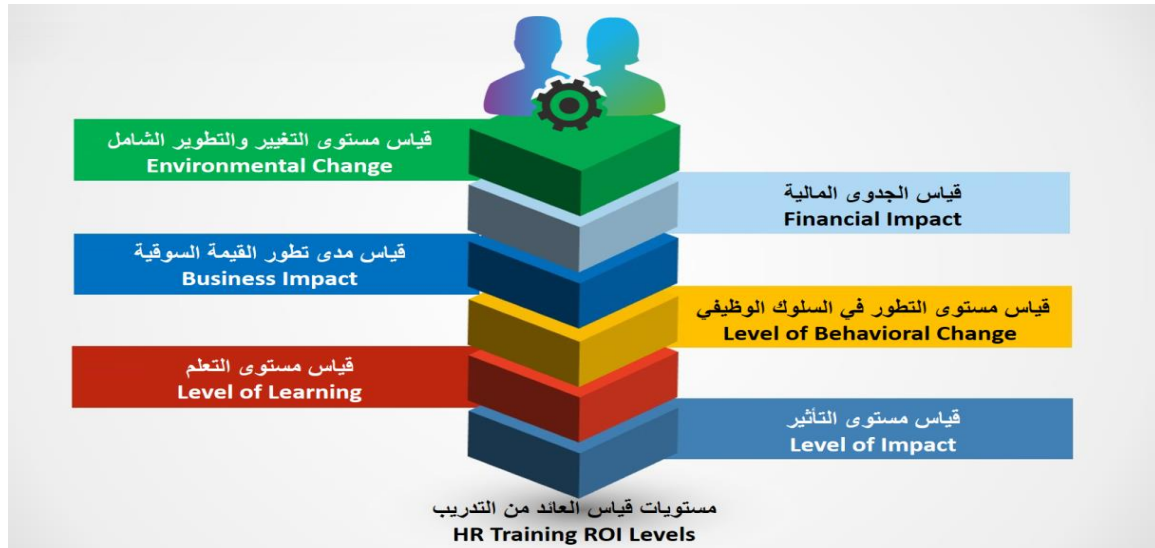 قياس مستوى التغيير والتطوير الشامل
Environmental Change
قياس الجدوى المالية
Financial Impact
قياس مدى تطور القيمة السوقية
Business Impact
قياس مستوى التطور في السلوك الوظيفي
Level of Behavioral Change
قياس مستوى التعلم
Level of Learning
قياس مستوى التأثير
Level of Impact
مستويات قياس العائد من التدريب
HR Training ROI Levels